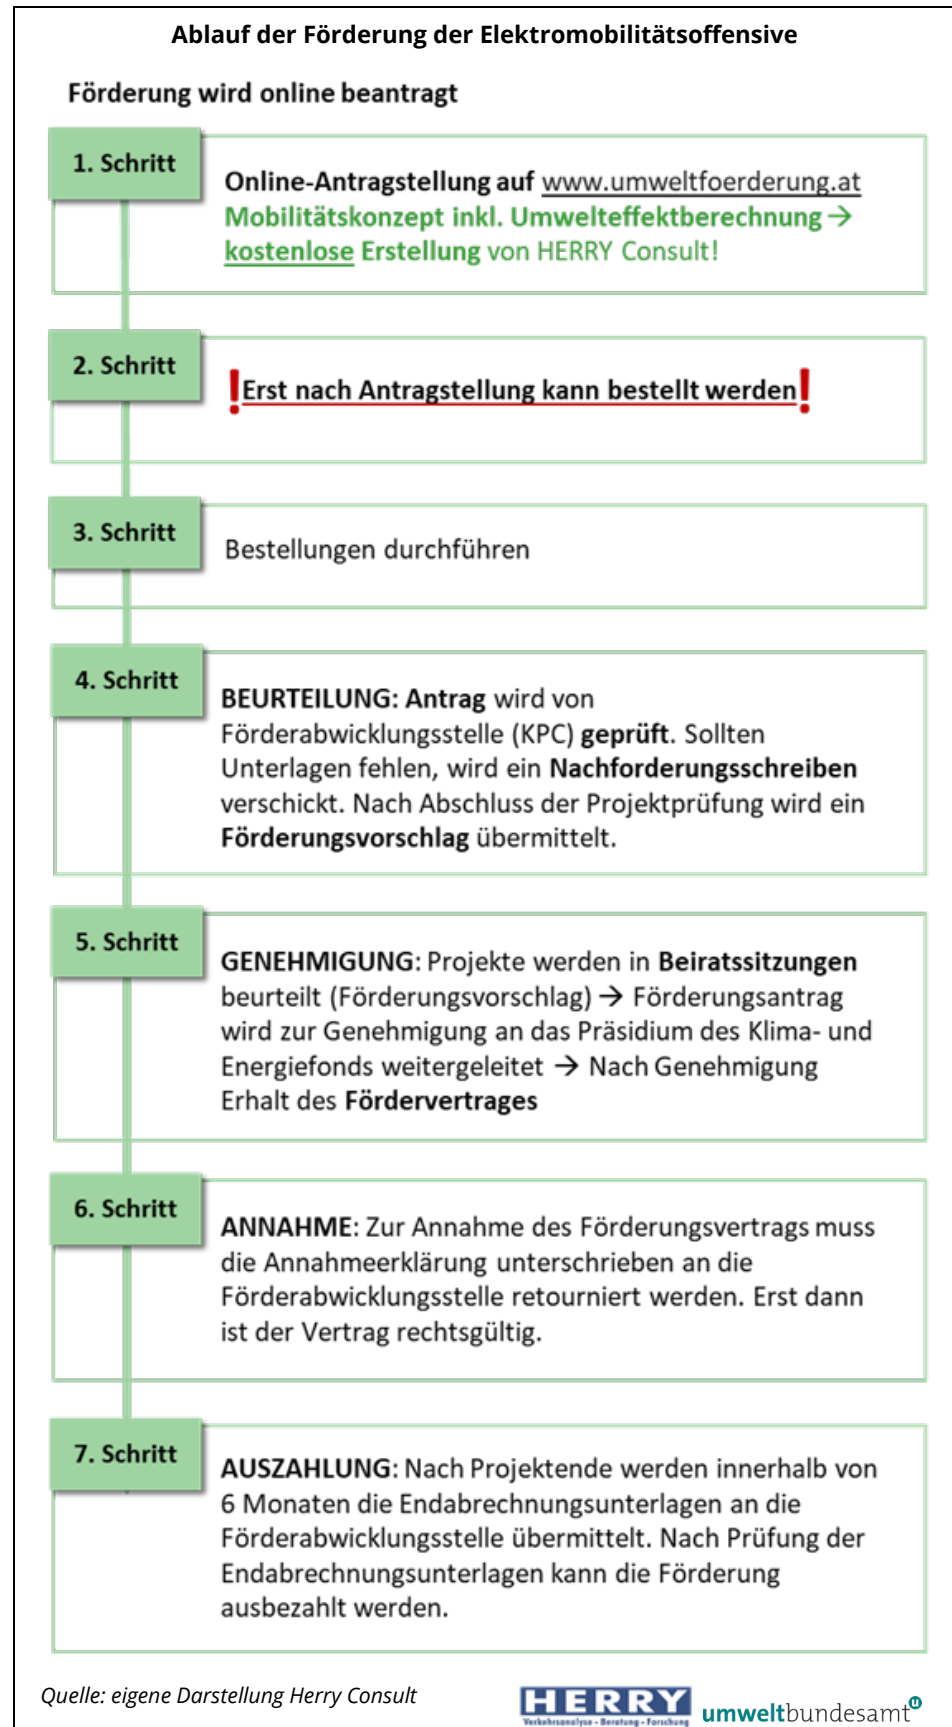 Ablauf der Förderung der Elektromobilitätsoffensive
Förderung wird online beantragt
1. Schritt
Online-Antragstellung auf www.umweltfoerderung.at
Mobilitätskonzept inkl. Umwelteffektberechnung →
kostenlose Erstellung von HERRY Consult!
2. Schritt
!Erst nach Antragstellung kann bestellt werden!
3. Schritt
Bestellungen durchführen
4. Schritt
BEURTEILUNG: Antrag wird von
Förderabwicklungsstelle (KPC) geprüft. Sollten
Unterlagen fehlen, wird ein Nachforderungsschreiben
verschickt. Nach Abschluss der Projektprüfung wird ein
Förderungsvorschlag übermittelt.
5. Schritt
GENEHMIGUNG: Projekte werden in Beiratssitzungen
beurteilt (Förderungsvorschlag) → Förderungsantrag
wird zur Genehmigung an das Präsidium des Klima- und
Energiefonds weitergeleitet → Nach Genehmigung
Erhalt des Fördervertrages
6. Schritt
ANNAHME: Zur Annahme des Förderungsvertrags muss
die Annahmeerklärung unterschrieben an die
Förderabwicklungsstelle retourniert werden. Erst dann
ist der Vertrag rechtsgültig.
7. Schritt
AUSZAHLUNG: Nach Projektende werden innerhalb von
6 Monaten die Endabrechnungsunterlagen an die
Förderabwicklungsstelle übermittelt. Nach Prüfung der
Endabrechnungsunterlagen kann die Förderung
ausbezahlt werden.
Quelle: eigene Darstellung Herry Consult
HERRY
Verkehrsanalyse - Beratung - Forschung
umweltbundesamt u